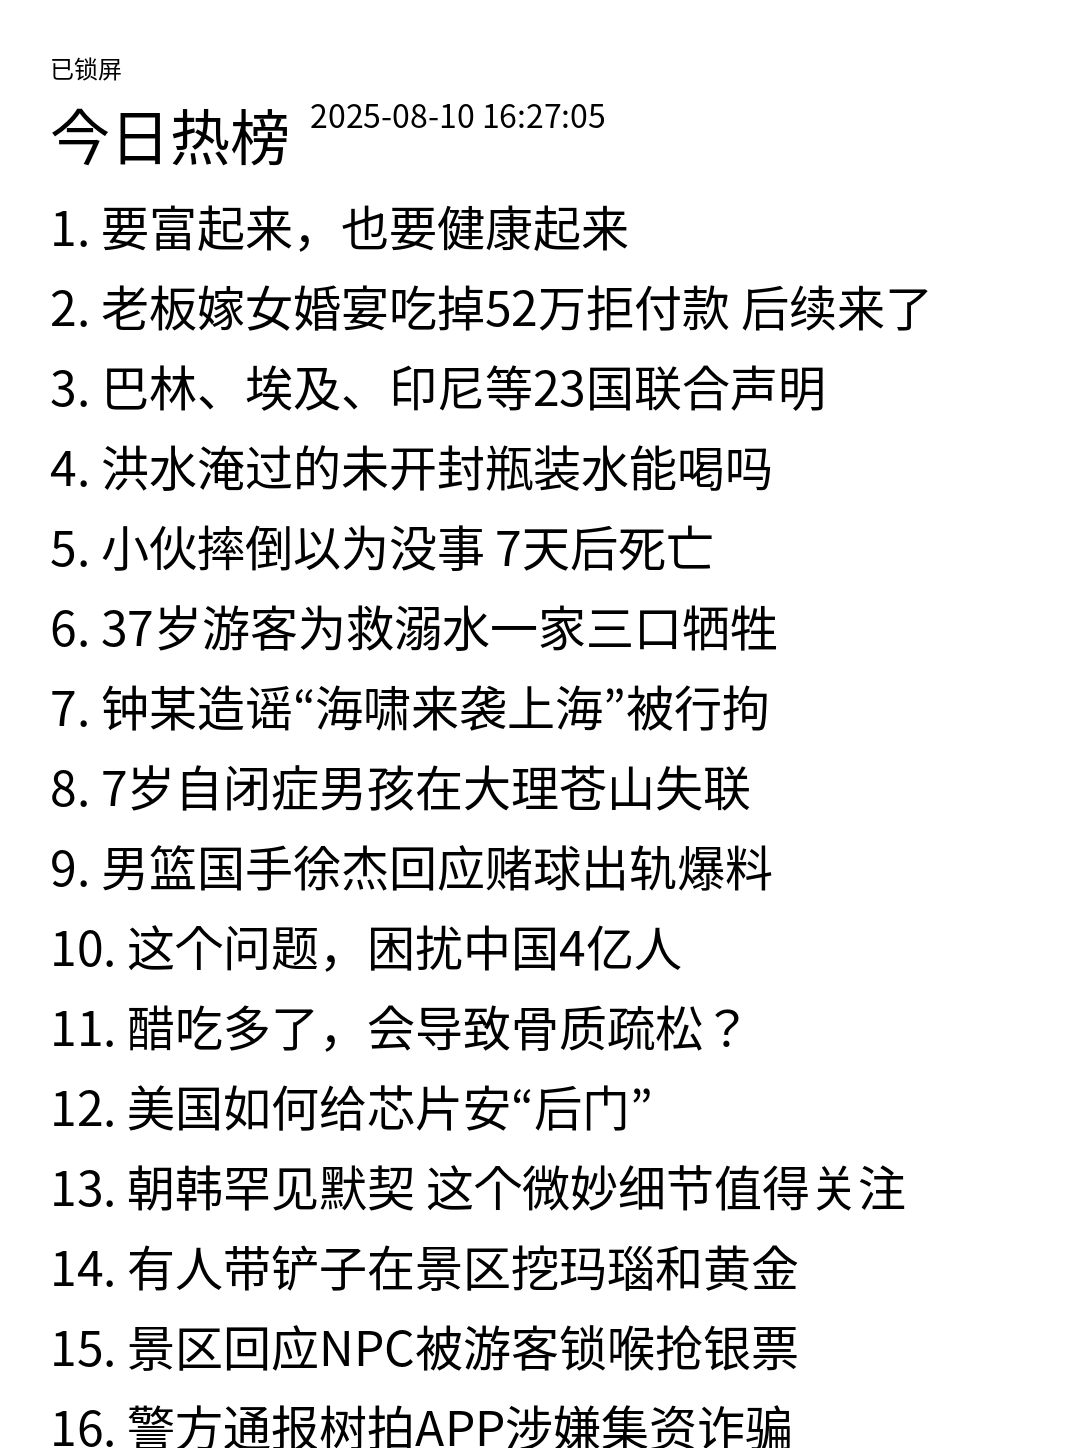 已锁屏
今日热榜 2025-08-10 16:27:05
1. 要富起来，也要健康起来
2. 老板嫁女婚宴吃掉52万拒付款 后续来了
3. 巴林、埃及、印尼等23国联合声明
4. 洪水淹过的未开封瓶装水能喝吗
5. 小伙摔倒以为没事 7天后死亡
6. 37岁游客为救溺水一家三口牺牲
7. 钟某造谣“海啸来袭上海”被行拘
8. 7岁自闭症男孩在大理苍山失联
9. 男篮国手徐杰回应赌球出轨爆料
10. 这个问题，困扰中国4亿人
11. 醋吃多了，会导致骨质疏松？
12. 美国如何给芯片安“后门”
13. 朝韩罕见默契 这个微妙细节值得关注
14. 有人带铲子在景区挖玛瑙和黄金
15. 景区回应NPC被游客锁喉抢银票
16. 警方通报树拍APP涉嫌集资诈骗